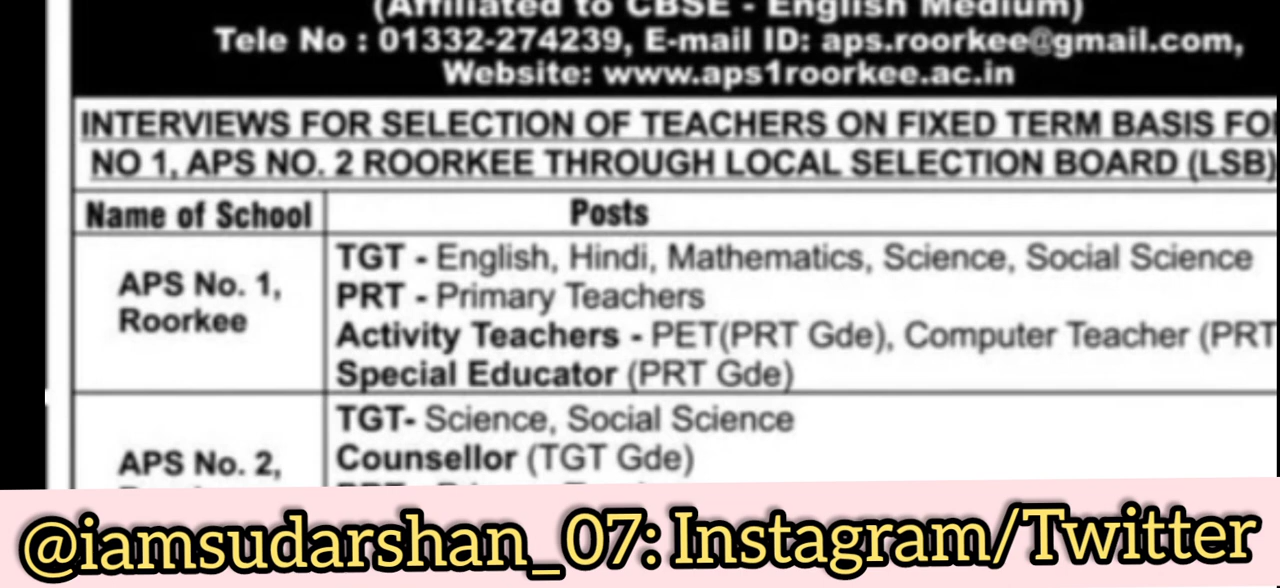 (Affiliated to CBSE - English Medium)
Tele No : 01332-274239, E-mail ID: aps.roorkee@gmail.com,
Website: www.aps1roorkee.ac.in
INTERVIEWS FOR SELECTION OF TEACHERS ON FIXED TERM BASIS FO
NO 1, APS NO. 2 ROORKEE THROUGH LOCAL SELECTION BOARD (LSB)
Name of School Posts
APS No. 1,
Roorkee
TGT - English, Hindi, Mathematics, Science, Social Science
PRT - Primary Teachers
Activity Teachers - PET(PRT Gde), Computer Teacher (PRT
Special Educator (PRT Gde)
APS No. 2,
TGT- Science, Social Science
Counsellor (TGT Gde)
@iamsudarshan_07: Instagram/Twitter